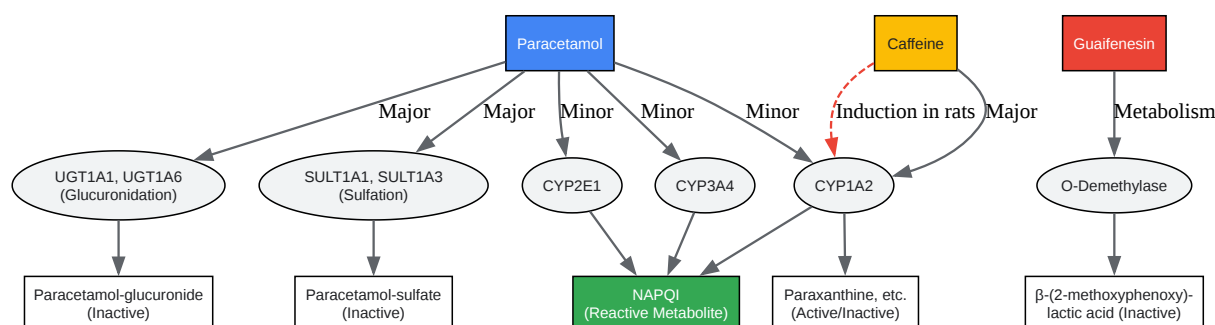 Paracetamol
Caffeine
Guaifenesin
Major
Major
Minor
Minor
Minor
Induction in rats
Major
Metabolism
UGT1A1, UGT1A6
(Glucuronidation)
SULT1A1, SULT1A3
(Sulfation)
CYP2E1
CYP3A4
CYP1A2
O-Demethylase
Paracetamol-glucuronide
(Inactive)
Paracetamol-sulfate
(Inactive)
NAPQI
(Reactive Metabolite)
Paraxanthine, etc.
(Active/Inactive)
β-(2-methoxyphenoxy)-
lactic acid (Inactive)